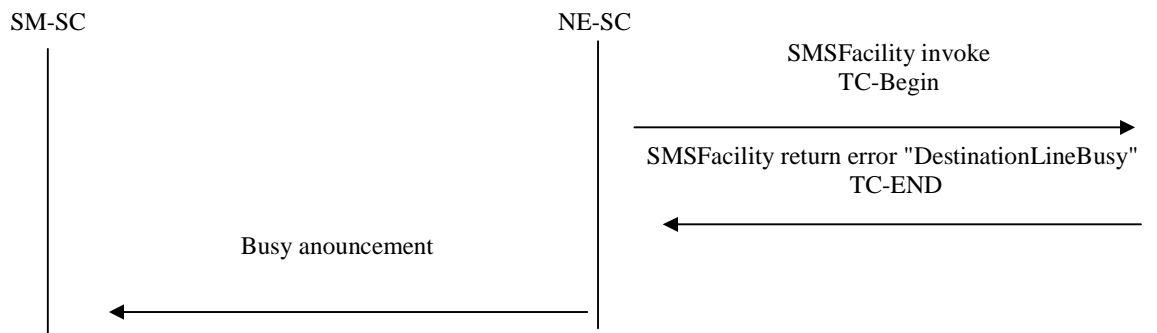 SM-SC
NE-SC
SMSFacility invoke
TC-Begin
SMSFacility return error "DestinationLineBusy"
TC-END
Busy anouncement